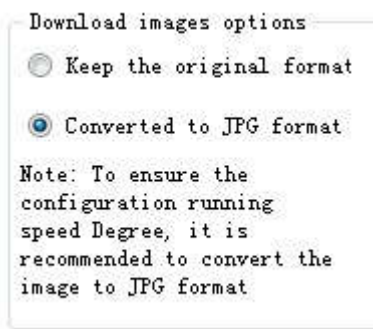 Download images options
Keep the original format
Converted to JPG format
Note: To ensure the
configuration running
speed Degree, it is
recommended to convert the
image to JPG format